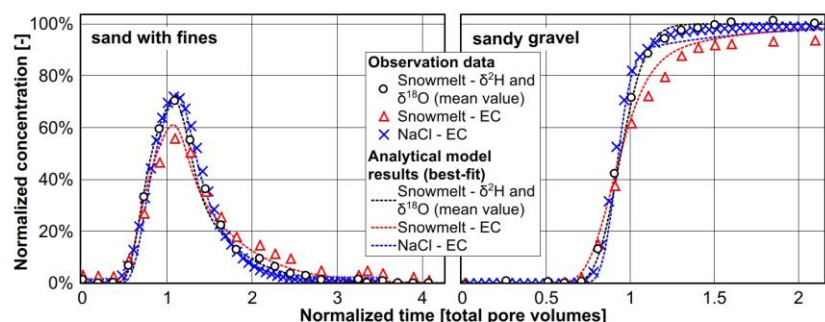 Normalized concentration [-]
100%
80%
60%
40%
20%
0%
sand with fines
sandy gravel
Observation data
Snowmelt - δ²H and
δ¹⁸O (mean value)
Snowmelt - EC
NaCl - EC
Analytical model
results (best-fit)
Snowmelt - δ²H and
δ¹⁸O (mean value)
Snowmelt - EC
NaCl - EC
0 1 2 3 4
0 0.5 1 1.5 2
Normalized time [total pore volumes]